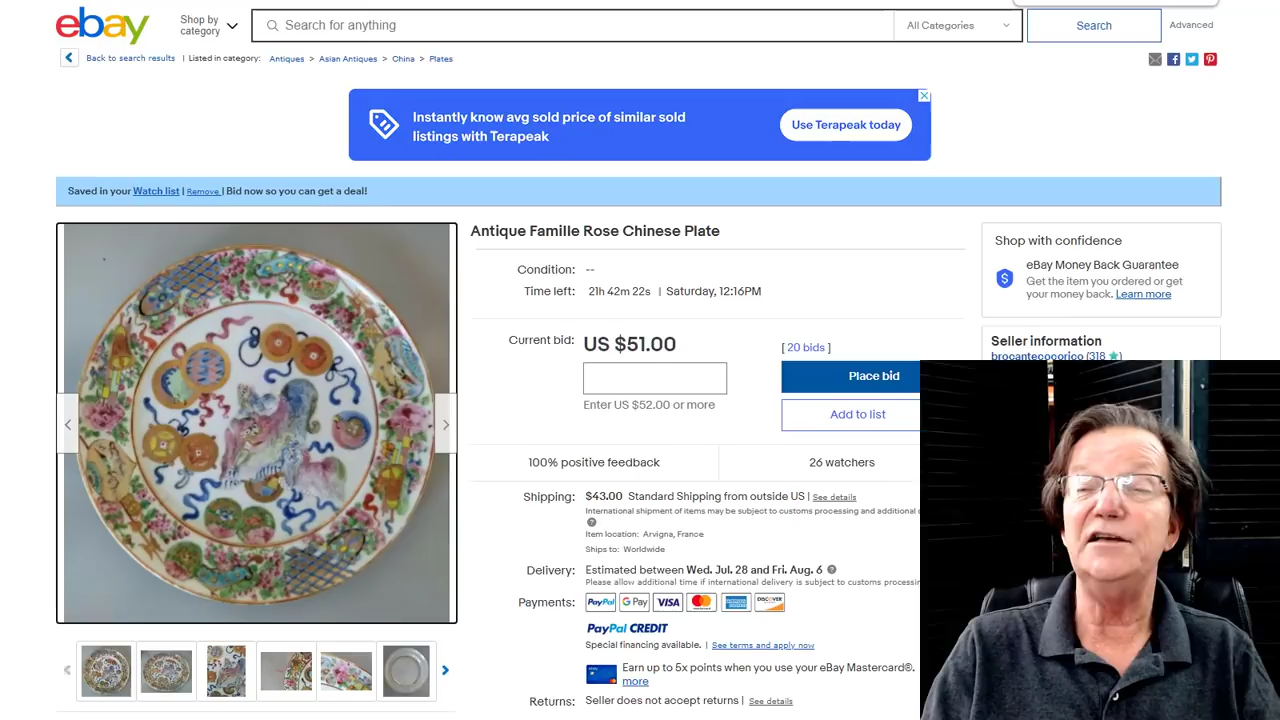 ebay
Shop by category
Search for anything
All Categories
Search
Advanced
Back to search results | Listed in category: Antiques > Asian Antiques > China > Plates
Instantly know avg sold price of similar sold
listings with Terapeak
Use Terapeak today
Saved in your Watch list | Remove | Bid now so you can get a deal!
Antique Famille Rose Chinese Plate
Condition: --
Time left: 21h 42m 22s | Saturday, 12:16PM
Current bid: US $51.00
[ 20 bids ]
Place bid
Enter US $52.00 or more
Add to list
100% positive feedback
26 watchers
Shipping: $43.00 Standard Shipping from outside US | See details
International shipment of items may be subject to customs processing and additional
Item location: Arvigna, France
Ships to: Worldwide
Delivery: Estimated between Wed. Jul. 28 and Fri. Aug. 6
Please allow additional time if international delivery is subject to customs
Payments: PayPal G Pay VISA mastercard AMERICAN EXPRESS DISCOVER
PayPal CREDIT
Special financing available. | See terms and apply now
Earn up to 5x points when you use your eBay Mastercard®.
more
Returns: Seller does not accept returns | See details
Shop with confidence
eBay Money Back Guarantee
Get the item you ordered or get
your money back. Learn more
Seller information
brocantecocorico (318)